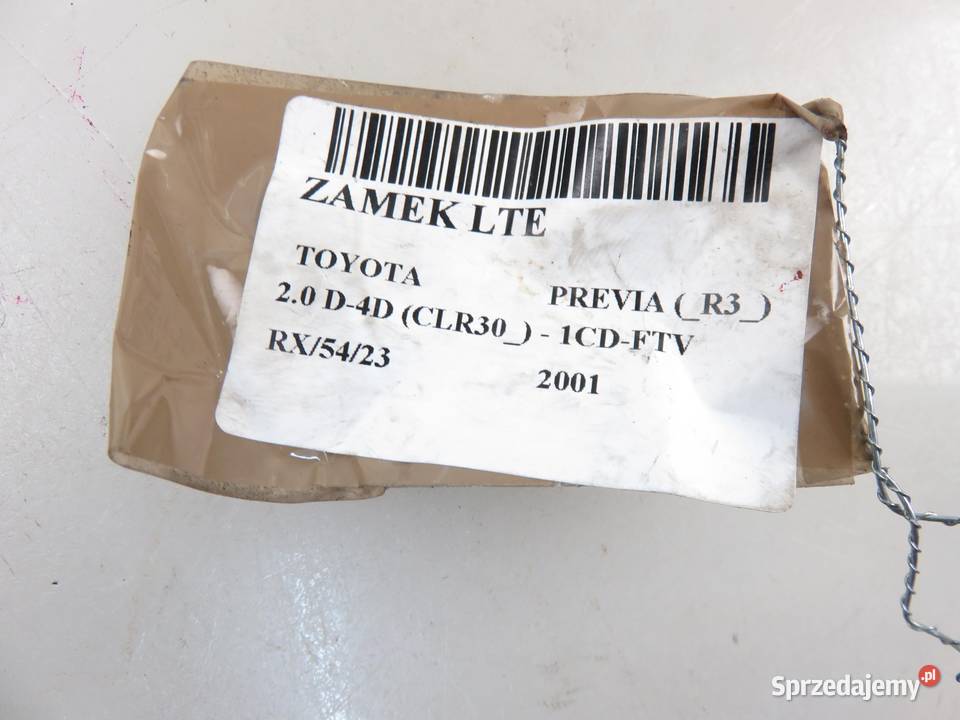 ZAMEK LTE
TOYOTA PREVIA (_R3_)
2.0 D-4D (CLR30_) - 1CD-FTV
RX/54/23 2001
Sprzedajemy.pl